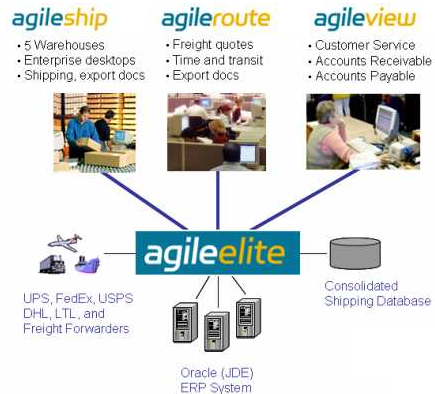 agileship
• 5 Warehouses
• Enterprise desktops
• Shipping, export docs
agileroute
• Freight quotes
• Time and transit
• Export docs
agileview
• Customer Service
• Accounts Receivable
• Accounts Payable
agileelite
UPS, FedEx, USPS
DHL, LTL, and
Freight Forwarders
Oracle (JDE)
ERP System
Consolidated
Shipping Database